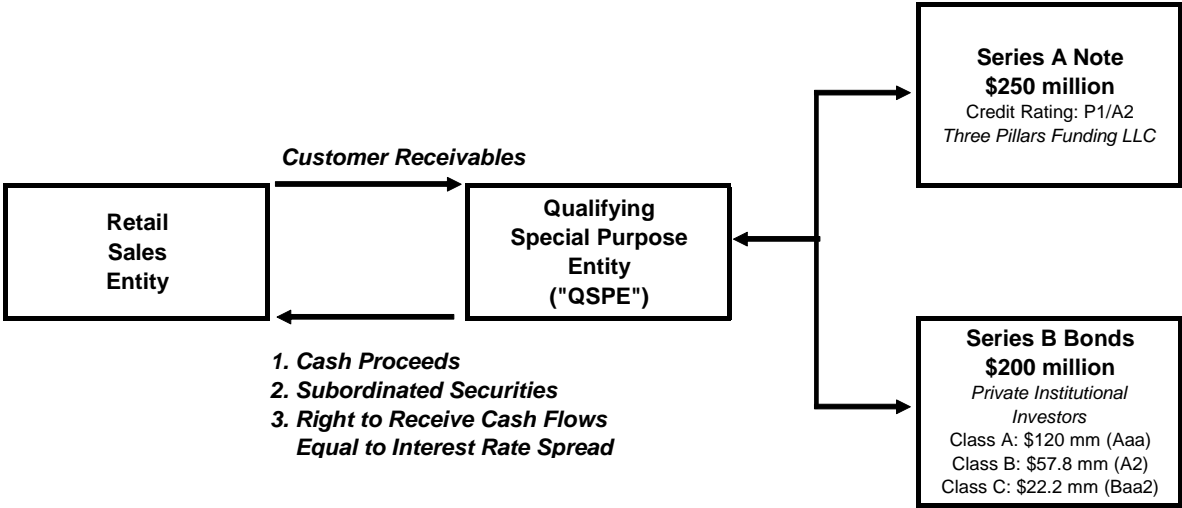 Customer Receivables
Retail
Sales
Entity
Qualifying
Special Purpose
Entity
("QSPE")
1. Cash Proceeds
2. Subordinated Securities
3. Right to Receive Cash Flows
Equal to Interest Rate Spread
Series A Note
$250 million
Credit Rating: P1/A2
Three Pillars Funding LLC
Series B Bonds
$200 million
Private Institutional
Investors
Class A: $120 mm (Aaa)
Class B: $57.8 mm (A2)
Class C: $22.2 mm (Baa2)